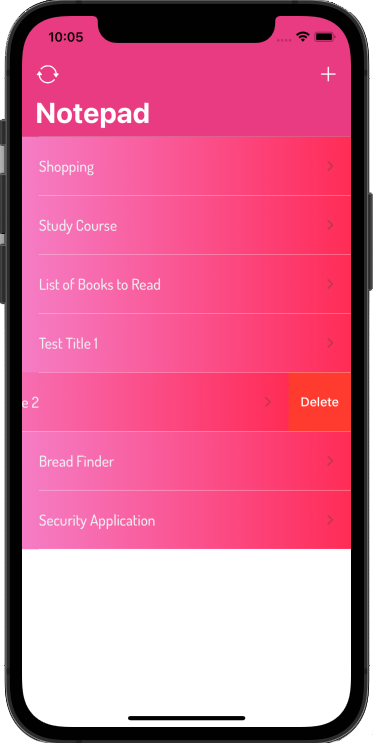 10:05
Notepad
Shopping
Study Course
List of Books to Read
Test Title 1
e 2 Delete
Bread Finder
Security Application